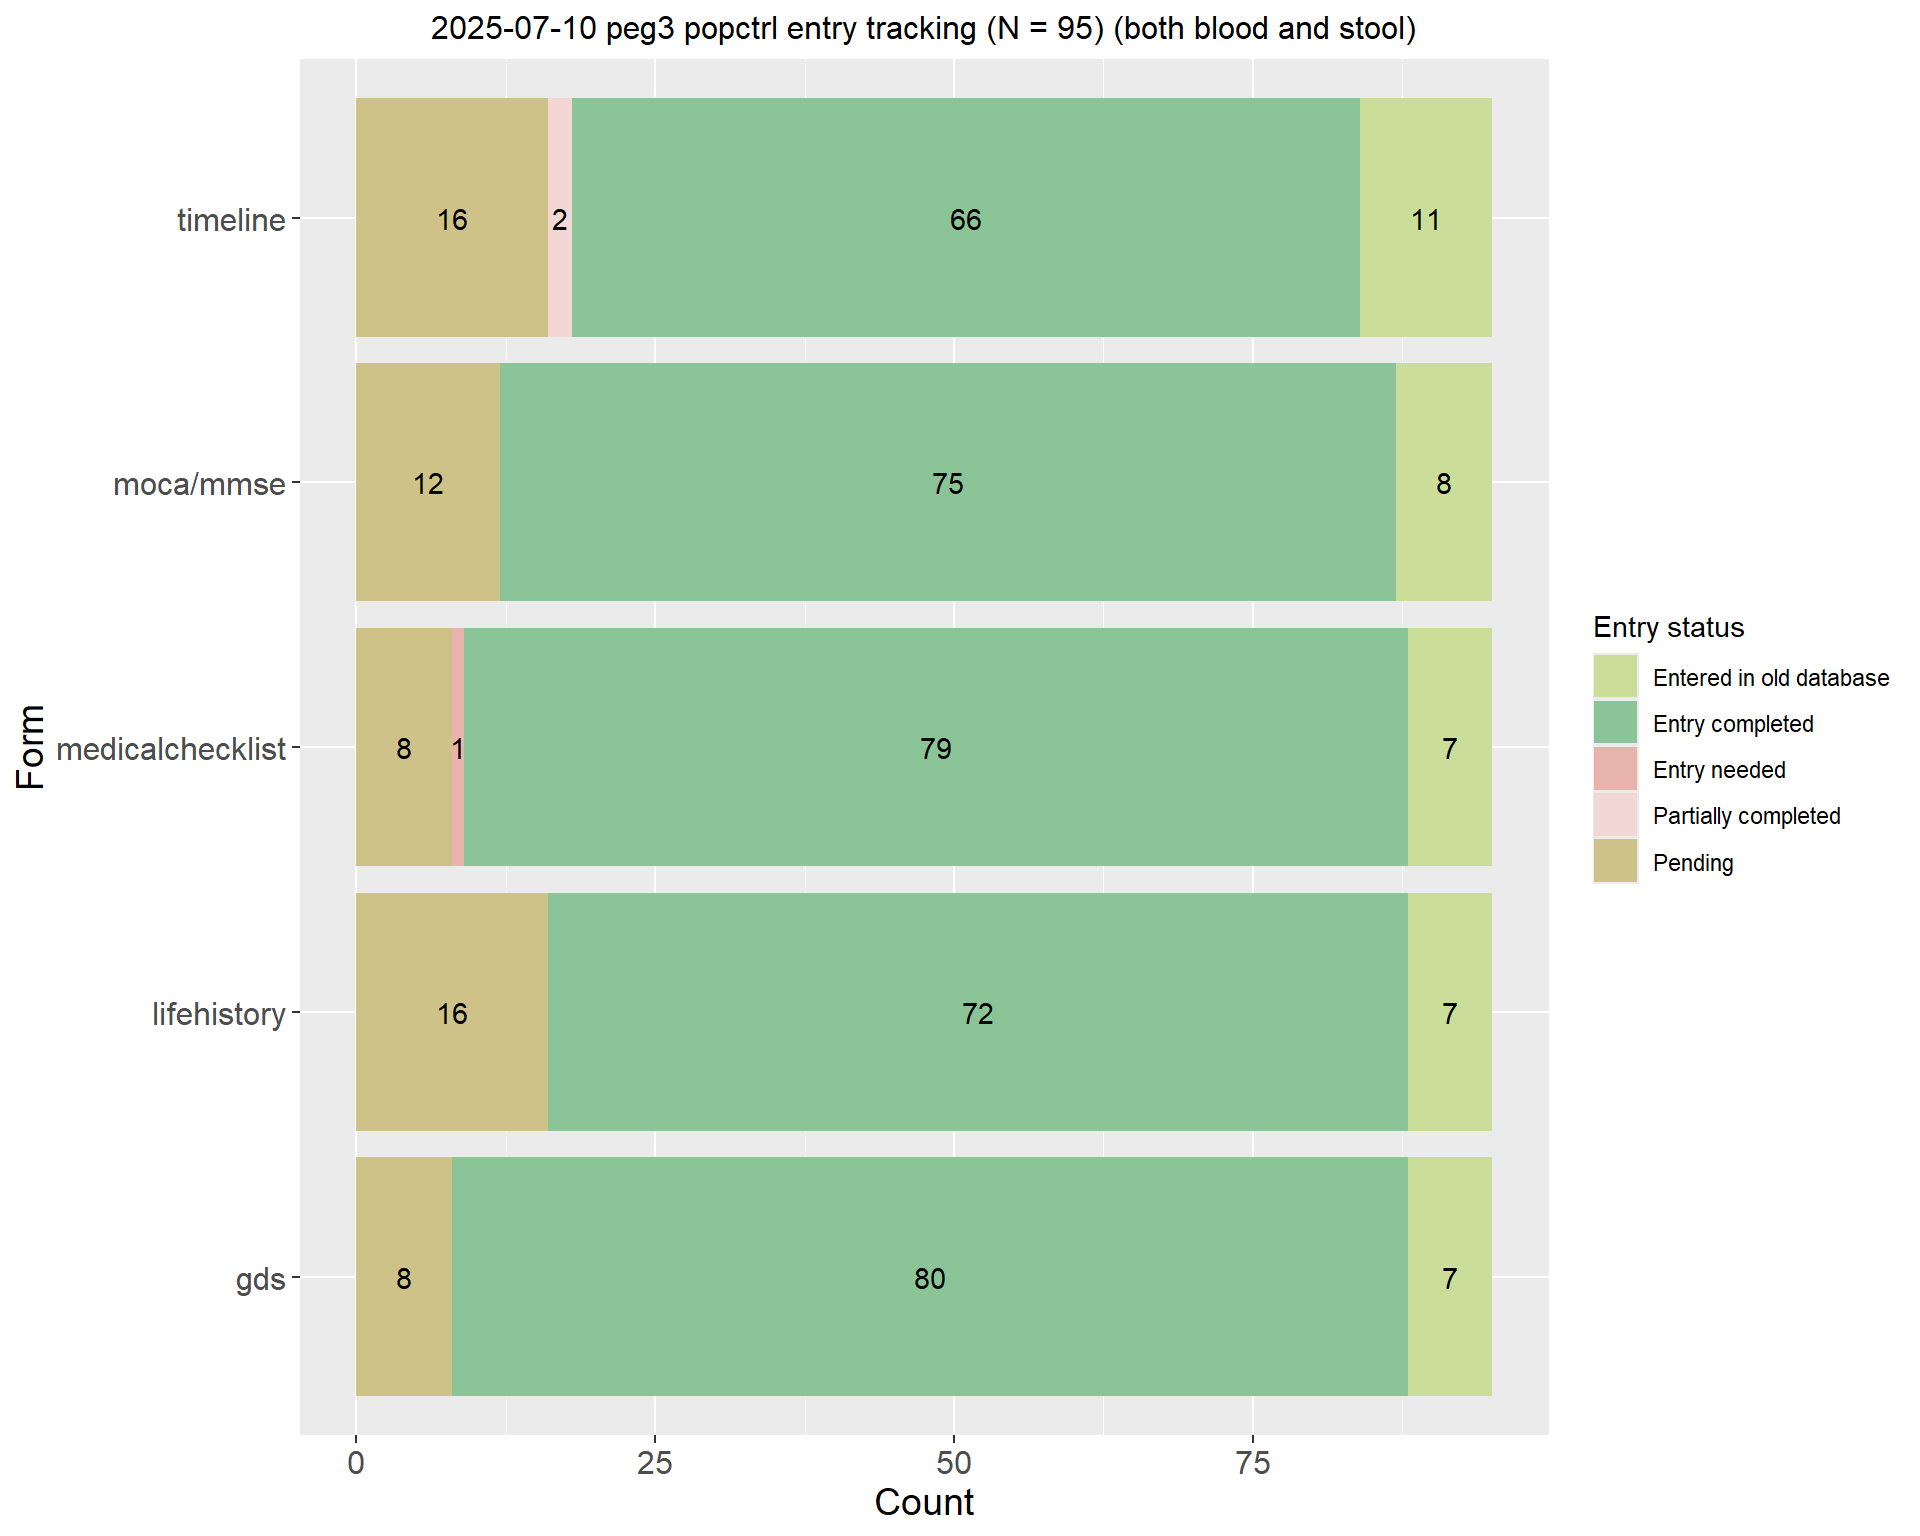 2025-07-10 peg3 popctrl entry tracking (N = 95) (both blood and stool)
Form
timeline
16 2 66 11
moca/mmse
12 75 8
medicalchecklist
8 1 79 7
lifehistory
16 72 7
gds
8 80 7
0 25 50 75
Count
Entry status
Entered in old database
Entry completed
Entry needed
Partially completed
Pending